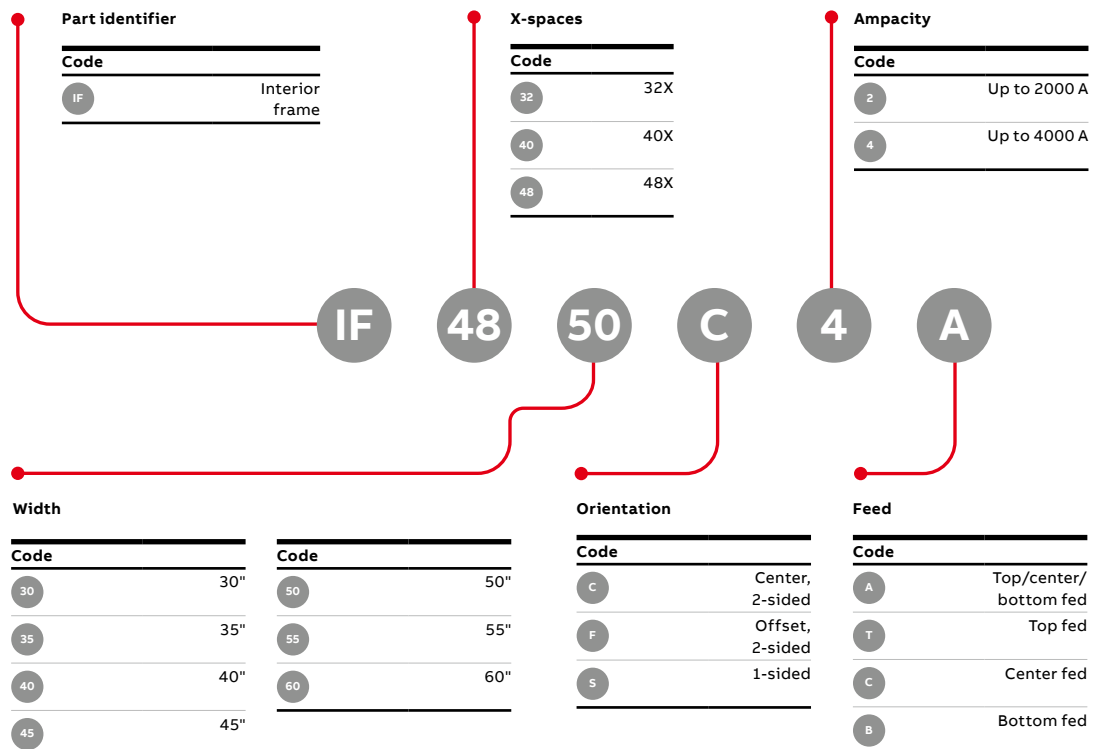 Part identifier
Code
IF Interior
frame
X-spaces
Code
32 32X
40 40X
48 48X
Ampacity
Code
2 Up to 2000 A
4 Up to 4000 A
IF 48 50 C 4 A
Width
Code
30 30"
35 35"
40 40"
45 45"
Code
50 50"
55 55"
60 60"
Orientation
Code
C Center,
2-sided
F Offset,
2-sided
S 1-sided
Feed
Code
A Top/center/
bottom fed
T Top fed
C Center fed
B Bottom fed